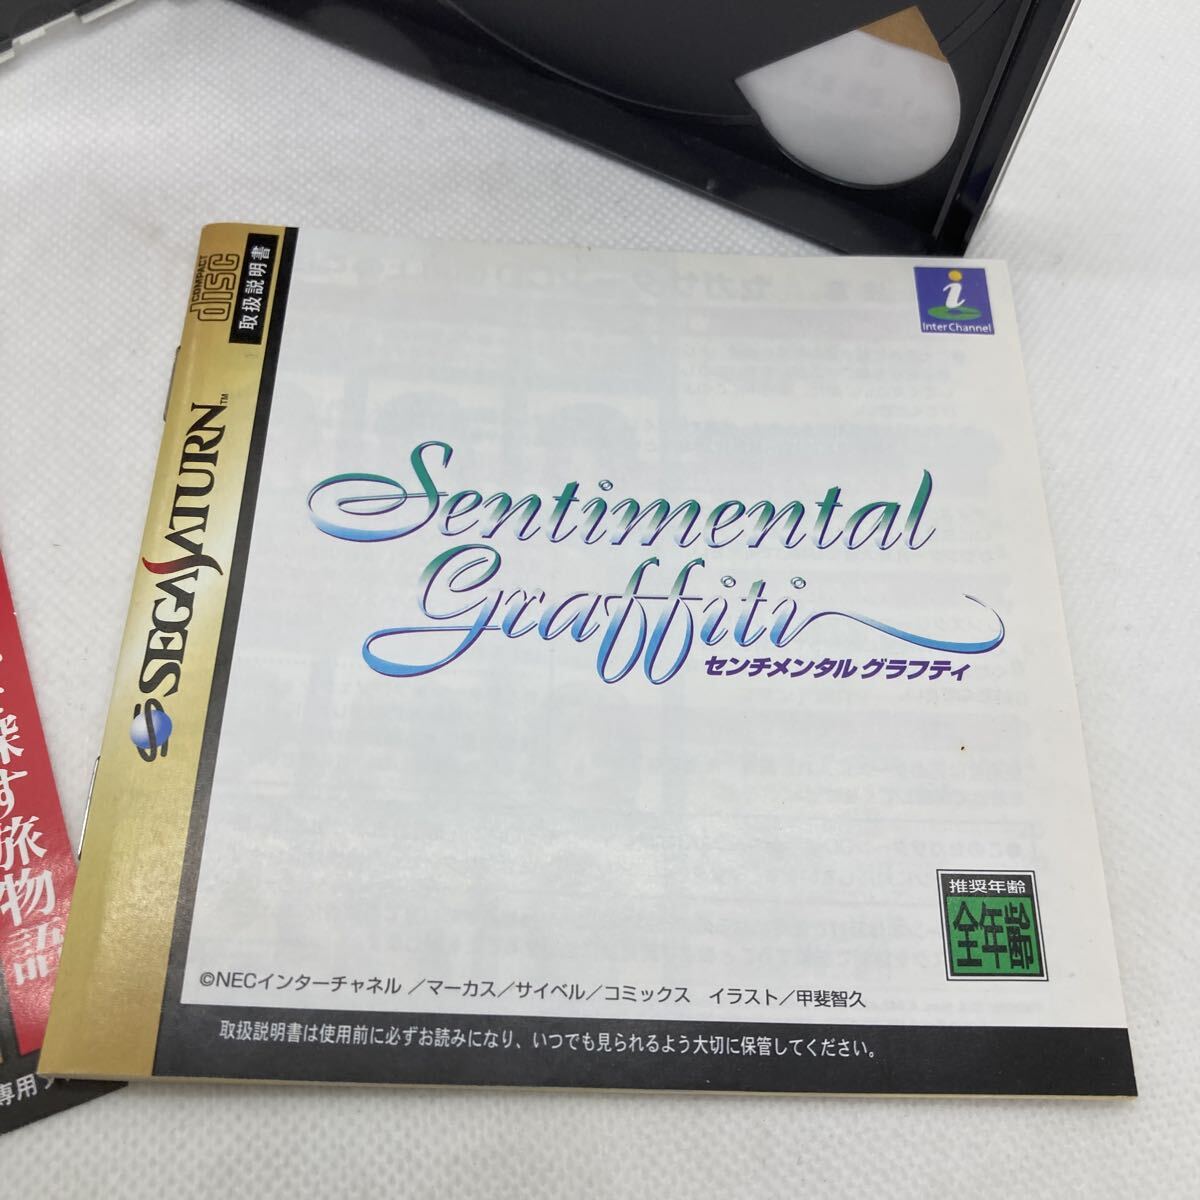 COMPACT
disc
取扱説明書
SEGA SATURN™
i
Inter Channel
Sentimental
Graffiti
センチメンタル グラフティ
推奨年齢
全年齢
©NECインターチャネル ／マーカス／サイベル／コミックス　イラスト／甲斐智久
取扱説明書は使用前に必ずお読みになり、いつでも見られるよう大切に保管してください。
探す旅物語
専用